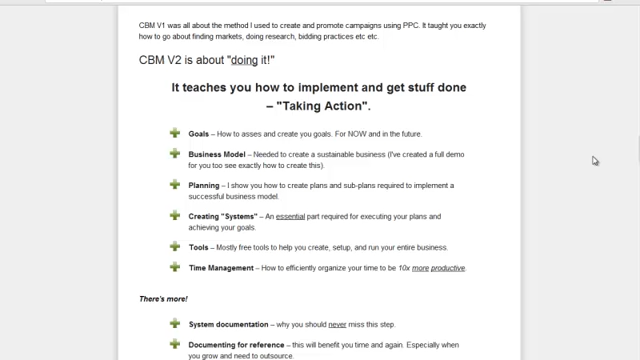 CBM V1 was all about the method I used to create and promote campaigns using PPC. It taught you exactly
how to go about finding markets, doing research, bidding practices etc etc.
CBM V2 is about "doing it!"
It teaches you how to implement and get stuff done
– "Taking Action".
Goals – How to asses and create you goals. For NOW and in the future.
Business Model – Needed to create a sustainable business (I've created a full demo
for you too see exactly how to create this).
Planning – I show you how to create plans and sub-plans required to implement a
successful business model.
Creating "Systems" – An essential part required for executing your plans and
achieving your goals.
Tools – Mostly free tools to help you create, setup, and run your entire business.
Time Management – How to efficiently organize your time to be 10x more productive.
There's more!
System documentation – why you should never miss this step.
Documenting for reference – this will benefit you time and again. Especially when
you grow and need to outsource.